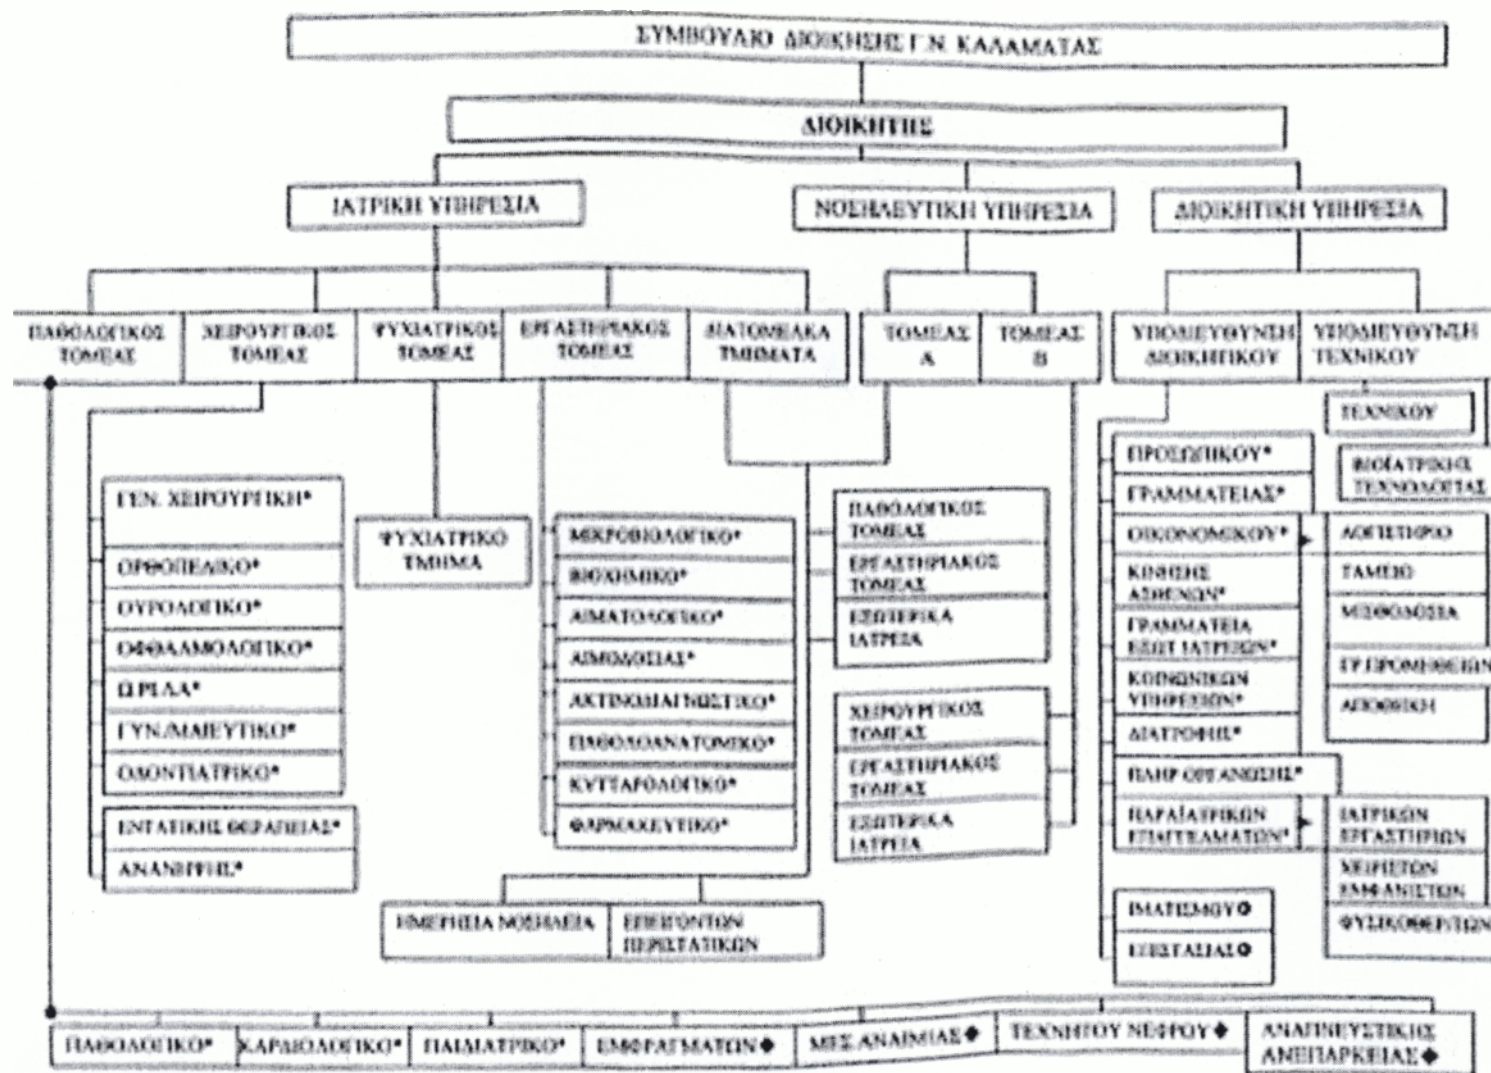 ΣΥΜΒΟΥΛΙΟ ΔΙΟΙΚΗΣΗΣ Γ.Ν. ΚΑΛΑΜΑΤΑΣ
ΔΙΟΙΚΗΤΗΣ
ΙΑΤΡΙΚΗ ΥΠΗΡΕΣΙΑ
ΝΟΣΗΛΕΥΤΙΚΗ ΥΠΗΡΕΣΙΑ
ΔΙΟΙΚΗΤΙΚΗ ΥΠΗΡΕΣΙΑ
ΠΑΘΟΛΟΓΙΚΟΣ
ΤΟΜΕΑΣ
ΧΕΙΡΟΥΡΓΙΚΟΣ
ΤΟΜΕΑΣ
ΨΥΧΙΑΤΡΙΚΟΣ
ΤΟΜΕΑΣ
ΕΡΓΑΣΤΗΡΙΑΚΟΣ
ΤΟΜΕΑΣ
ΔΙΑΤΟΜΕΑΚΑ
ΤΜΗΜΑΤΑ
ΤΟΜΕΑΣ
Α
ΤΟΜΕΑΣ
Β
ΥΠΟΔΙΕΥΘΥΝΣΗ
ΔΙΟΙΚΗΤΙΚΟΥ
ΥΠΟΔΙΕΥΘΥΝΣΗ
ΤΕΧΝΙΚΟΥ
ΓΕΝ. ΧΕΙΡΟΥΡΓΙΚΗ*
ΟΡΘΟΠΕΔΙΚΟ*
ΟΥΡΟΛΟΓΙΚΟ*
ΟΦΘΑΛΜΟΛΟΓΙΚΟ*
Ω.ΡΙ.ΛΑ*
ΓΥΝ./ΜΑΙΕΥΤΙΚΟ*
ΟΔΟΝΤΙΑΤΡΙΚΟ*
ΕΝΤΑΤΙΚΗΣ ΘΕΡΑΠΕΙΑΣ*
ΑΝΑΝΗΨΗΣ*
ΨΥΧΙΑΤΡΙΚΟ
ΤΜΗΜΑ
ΜΙΚΡΟΒΙΟΛΟΓΙΚΟ*
ΒΙΟΧΗΜΙΚΟ*
ΑΙΜΑΤΟΛΟΓΙΚΟ*
ΑΙΜΟΔΟΣΙΑΣ*
ΑΚΤΙΝΟΔΙΑΓΝΩΣΤΙΚΟ*
ΠΑΘΟΛΟΑΝΑΤΟΜΙΚΟ*
ΚΥΤΤΑΡΟΛΟΓΙΚΟ*
ΦΑΡΜΑΚΕΥΤΙΚΟ*
ΠΑΘΟΛΟΓΙΚΟΣ
ΤΟΜΕΑΣ
ΕΡΓΑΣΤΗΡΙΑΚΟΣ
ΤΟΜΕΑΣ
ΕΞΩΤΕΡΙΚΑ
ΙΑΤΡΕΙΑ
ΧΕΙΡΟΥΡΓΙΚΟΣ
ΤΟΜΕΑΣ
ΕΡΓΑΣΤΗΡΙΑΚΟΣ
ΤΟΜΕΑΣ
ΕΞΩΤΕΡΙΚΑ
ΙΑΤΡΕΙΑ
ΗΜΕΡΗΣΙΑ ΝΟΣΗΛΕΙΑ
ΕΠΕΙΓΟΝΤΩΝ
ΠΕΡΙΣΤΑΤΙΚΩΝ
ΠΡΟΣΩΠΙΚΟΥ*
ΓΡΑΜΜΑΤΕΙΑΣ*
ΟΙΚΟΝΟΜΙΚΟΥ*
ΚΙΝΗΣΗΣ
ΑΣΘΕΝΩΝ*
ΓΡΑΜΜΑΤΕΙΑ
ΕΞΩΤ ΙΑΤΡΕΙΩΝ*
ΚΟΙΝΩΝΙΚΩΝ
ΥΠΗΡΕΣΙΩΝ*
ΔΙΑΤΡΟΦΗΣ*
ΠΛΗΡ ΟΡΓΑΝΩΣΗΣ*
ΠΑΡΑΪΑΤΡΙΚΩΝ
ΕΠΑΓΓΕΛΜΑΤΩΝ*
ΙΜΑΤΙΣΜΟΥ✪
ΕΠΙΣΤΑΣΙΑΣ✪
ΤΕΧΝΙΚΟΥ
ΒΙΟΪΑΤΡΙΚΗΣ
ΤΕΧΝΟΛΟΓΙΑΣ
ΛΟΓΙΣΤΗΡΙΟ
ΤΑΜΕΙΟ
ΜΙΣΘΟΔΟΣΙΑ
ΓΡ.ΠΡΟΜΗΘΕΙΩΝ
ΑΠΟΘΗΚΗ
ΙΑΤΡΙΚΩΝ
ΕΡΓΑΣΤΗΡΙΩΝ
ΧΕΙΡΙΣΤΩΝ
ΕΜΦΑΝΙΣΤΩΝ
ΠΑΘΟΛΟΓΙΚΟ*
ΚΑΡΔΙΟΛΟΓΙΚΟ*
ΠΑΙΔΙΑΤΡΙΚΟ*
ΕΜΦΡΑΓΜΑΤΩΝ◆
ΜΕΣ ΑΝΑΙΜΙΑΣ◆
ΤΕΧΝΗΤΟΥ ΝΕΦΡΟΥ◆
ΑΝΑΠΝΕΥΣΤΙΚΗΣ
ΑΝΕΠΑΡΚΕΙΑΣ◆